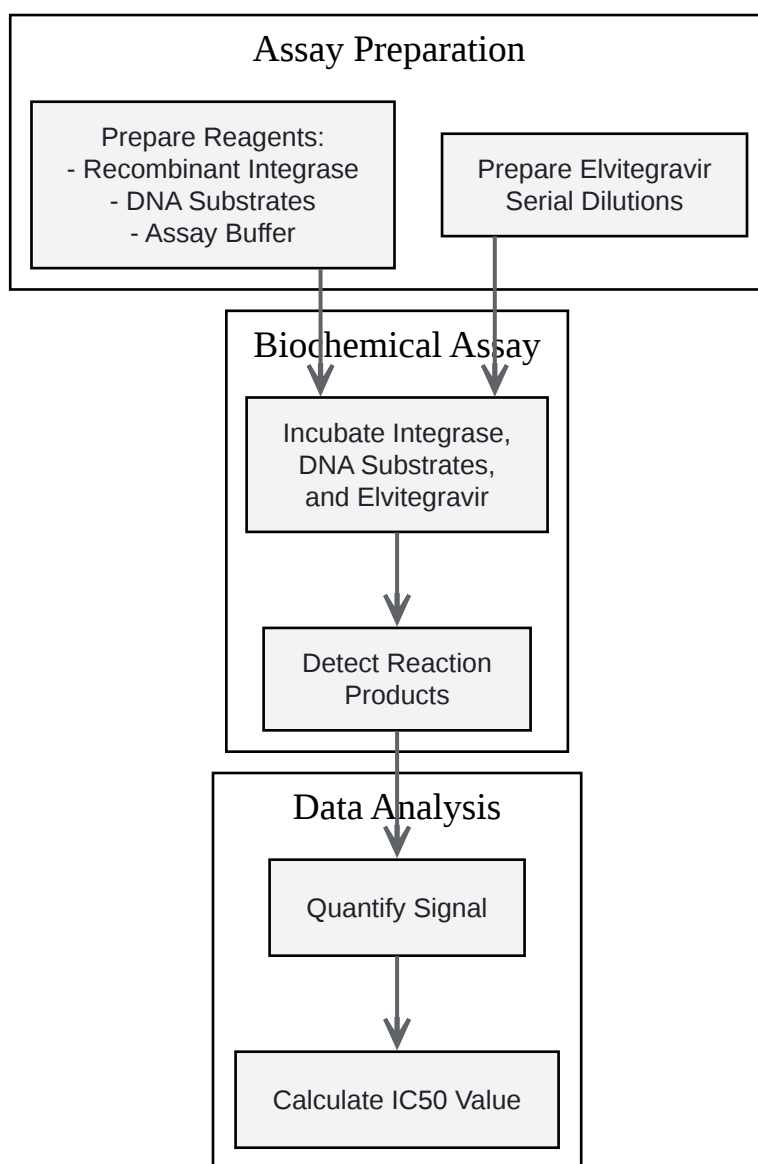 Assay Preparation
Prepare Reagents:
- Recombinant Integrase
- DNA Substrates
- Assay Buffer
Prepare Elvitegravir
Serial Dilutions
Biochemical Assay
Incubate Integrase,
DNA Substrates,
and Elvitegravir
Detect Reaction
Products
Data Analysis
Quantify Signal
Calculate IC50 Value